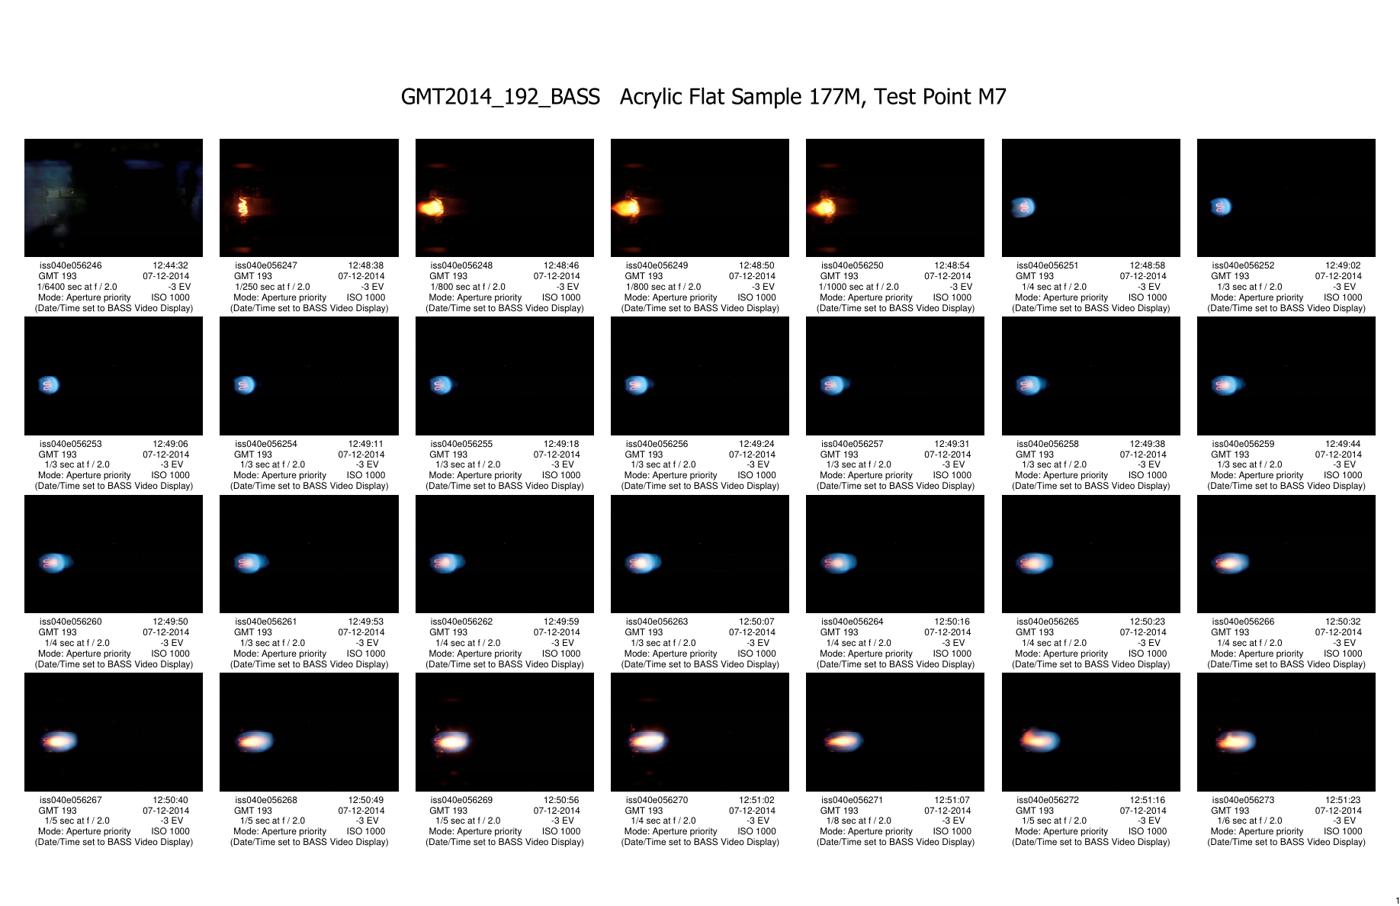 GMT2014_192_BASS Acrylic Flat Sample 177M, Test Point M7
iss040e056246 12:44:32
GMT 193 07-12-2014
1/6400 sec at f / 2.0 -3 EV
Mode: Aperture priority ISO 1000
(Date/Time set to BASS Video Display)
iss040e056247 12:48:38
GMT 193 07-12-2014
1/250 sec at f / 2.0 -3 EV
Mode: Aperture priority ISO 1000
(Date/Time set to BASS Video Display)
iss040e056248 12:48:46
GMT 193 07-12-2014
1/800 sec at f / 2.0 -3 EV
Mode: Aperture priority ISO 1000
(Date/Time set to BASS Video Display)
iss040e056249 12:48:50
GMT 193 07-12-2014
1/800 sec at f / 2.0 -3 EV
Mode: Aperture priority ISO 1000
(Date/Time set to BASS Video Display)
iss040e056250 12:48:54
GMT 193 07-12-2014
1/1000 sec at f / 2.0 -3 EV
Mode: Aperture priority ISO 1000
(Date/Time set to BASS Video Display)
iss040e056251 12:48:58
GMT 193 07-12-2014
1/4 sec at f / 2.0 -3 EV
Mode: Aperture priority ISO 1000
(Date/Time set to BASS Video Display)
iss040e056252 12:49:02
GMT 193 07-12-2014
1/3 sec at f / 2.0 -3 EV
Mode: Aperture priority ISO 1000
(Date/Time set to BASS Video Display)
iss040e056253 12:49:06
GMT 193 07-12-2014
1/3 sec at f / 2.0 -3 EV
Mode: Aperture priority ISO 1000
(Date/Time set to BASS Video Display)
iss040e056254 12:49:11
GMT 193 07-12-2014
1/3 sec at f / 2.0 -3 EV
Mode: Aperture priority ISO 1000
(Date/Time set to BASS Video Display)
iss040e056255 12:49:18
GMT 193 07-12-2014
1/3 sec at f / 2.0 -3 EV
Mode: Aperture priority ISO 1000
(Date/Time set to BASS Video Display)
iss040e056256 12:49:24
GMT 193 07-12-2014
1/3 sec at f / 2.0 -3 EV
Mode: Aperture priority ISO 1000
(Date/Time set to BASS Video Display)
iss040e056257 12:49:31
GMT 193 07-12-2014
1/3 sec at f / 2.0 -3 EV
Mode: Aperture priority ISO 1000
(Date/Time set to BASS Video Display)
iss040e056258 12:49:38
GMT 193 07-12-2014
1/3 sec at f / 2.0 -3 EV
Mode: Aperture priority ISO 1000
(Date/Time set to BASS Video Display)
iss040e056259 12:49:44
GMT 193 07-12-2014
1/3 sec at f / 2.0 -3 EV
Mode: Aperture priority ISO 1000
(Date/Time set to BASS Video Display)
iss040e056260 12:49:50
GMT 193 07-12-2014
1/4 sec at f / 2.0 -3 EV
Mode: Aperture priority ISO 1000
(Date/Time set to BASS Video Display)
iss040e056261 12:49:53
GMT 193 07-12-2014
1/3 sec at f / 2.0 -3 EV
Mode: Aperture priority ISO 1000
(Date/Time set to BASS Video Display)
iss040e056262 12:49:59
GMT 193 07-12-2014
1/4 sec at f / 2.0 -3 EV
Mode: Aperture priority ISO 1000
(Date/Time set to BASS Video Display)
iss040e056263 12:50:07
GMT 193 07-12-2014
1/3 sec at f / 2.0 -3 EV
Mode: Aperture priority ISO 1000
(Date/Time set to BASS Video Display)
iss040e056264 12:50:16
GMT 193 07-12-2014
1/4 sec at f / 2.0 -3 EV
Mode: Aperture priority ISO 1000
(Date/Time set to BASS Video Display)
iss040e056265 12:50:23
GMT 193 07-12-2014
1/4 sec at f / 2.0 -3 EV
Mode: Aperture priority ISO 1000
(Date/Time set to BASS Video Display)
iss040e056266 12:50:32
GMT 193 07-12-2014
1/4 sec at f / 2.0 -3 EV
Mode: Aperture priority ISO 1000
(Date/Time set to BASS Video Display)
iss040e056267 12:50:40
GMT 193 07-12-2014
1/5 sec at f / 2.0 -3 EV
Mode: Aperture priority ISO 1000
(Date/Time set to BASS Video Display)
iss040e056268 12:50:49
GMT 193 07-12-2014
1/5 sec at f / 2.0 -3 EV
Mode: Aperture priority ISO 1000
(Date/Time set to BASS Video Display)
iss040e056269 12:50:56
GMT 193 07-12-2014
1/5 sec at f / 2.0 -3 EV
Mode: Aperture priority ISO 1000
(Date/Time set to BASS Video Display)
iss040e056270 12:51:02
GMT 193 07-12-2014
1/4 sec at f / 2.0 -3 EV
Mode: Aperture priority ISO 1000
(Date/Time set to BASS Video Display)
iss040e056271 12:51:07
GMT 193 07-12-2014
1/8 sec at f / 2.0 -3 EV
Mode: Aperture priority ISO 1000
(Date/Time set to BASS Video Display)
iss040e056272 12:51:16
GMT 193 07-12-2014
1/5 sec at f / 2.0 -3 EV
Mode: Aperture priority ISO 1000
(Date/Time set to BASS Video Display)
iss040e056273 12:51:23
GMT 193 07-12-2014
1/6 sec at f / 2.0 -3 EV
Mode: Aperture priority ISO 1000
(Date/Time set to BASS Video Display)